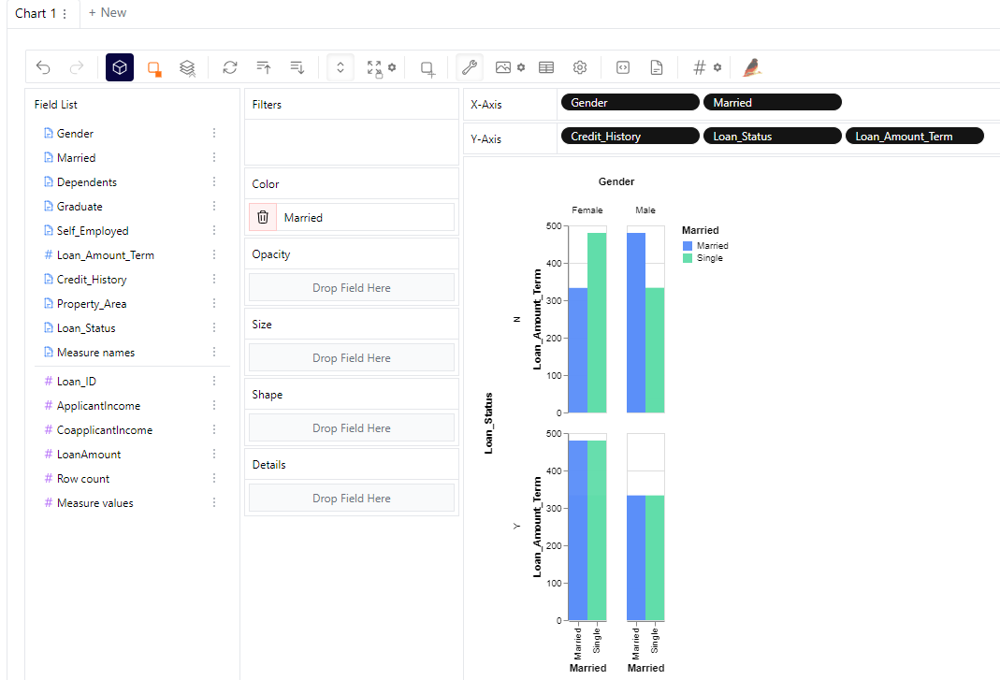 Chart 1
+ New
Field List
Gender
Married
Dependents
Graduate
Self_Employed
# Loan_Amount_Term
Credit_History
Property_Area
Loan_Status
Measure names
# Loan_ID
# ApplicantIncome
# CoapplicantIncome
# LoanAmount
# Row count
# Measure values
Filters
Color
Married
Opacity
Drop Field Here
Size
Drop Field Here
Shape
Drop Field Here
Details
Drop Field Here
X-Axis
Gender
Married
Y-Axis
Credit_History
Loan_Status
Loan_Amount_Term
Gender
Female
Male
Loan_Status
N
Loan_Amount_Term
500
400
300
200
100
0
Y
Loan_Amount_Term
500
400
300
200
100
0
Married
Single
Married
Single
Married
Married
Married
Married
Single